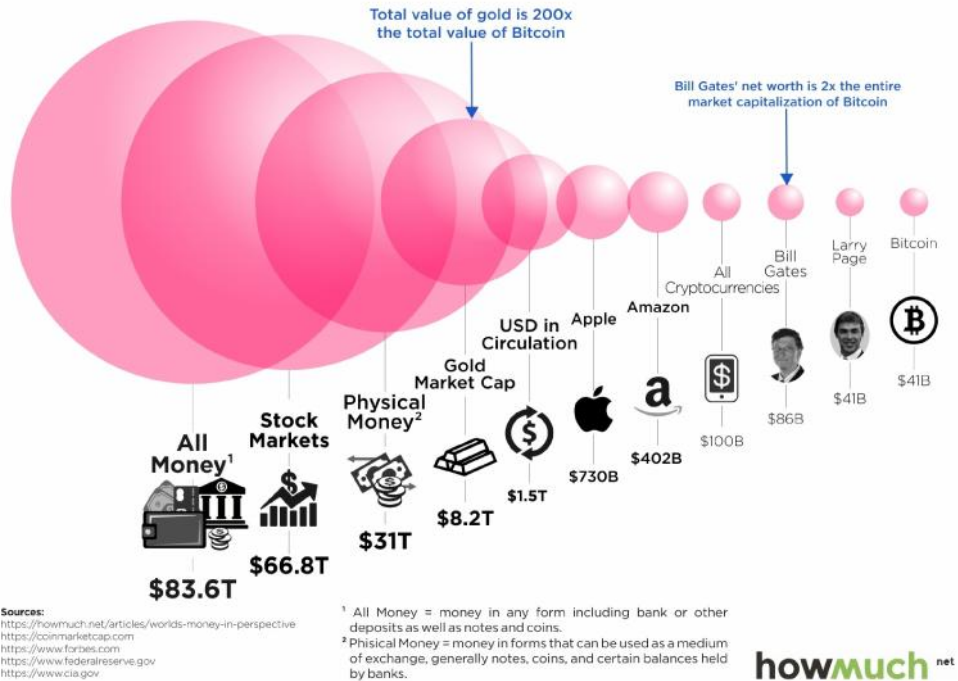 Total value of gold is 200x
the total value of Bitcoin
Bill Gates' net worth is 2x the entire
market capitalization of Bitcoin
All
Money¹
$83.6T
Stock
Markets
$66.8T
Physical
Money²
$31T
Gold
Market Cap
$8.2T
USD in
Circulation
$1.5T
Apple
$730B
Amazon
a
$402B
All
Cryptocurrencies
$100B
Bill
Gates
$86B
Larry
Page
$41B
Bitcoin
$41B
Sources:
https://howmuch.net/articles/worlds-money-in-perspective
https://coinmarketcap.com
https://www.forbes.com
https://www.federalreserve.gov
https://www.cia.gov
¹ All Money = money in any form including bank or other
deposits as well as notes and coins.
² Phisical Money = money in forms that can be used as a medium
of exchange, generally notes, coins, and certain balances held
by banks.
howmuch net